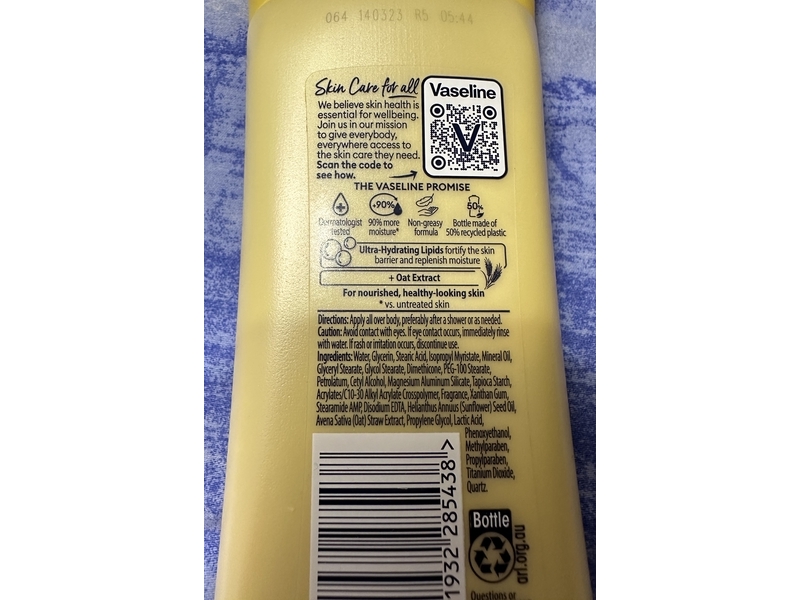 064 140323 R5 05:44
Skin Care for all
We believe skin health is
essential for wellbeing.
Join us in our mission
to give everybody,
everywhere access to
the skin care they need.
Scan the code to
see how.
Vaseline
V
THE VASELINE PROMISE
Dermatologist
tested
+90%
90% more
moisture*
Non-greasy
formula
50%
Bottle made of
50% recycled plastic
Ultra-Hydrating Lipids fortify the skin
barrier and replenish moisture
+ Oat Extract
For nourished, healthy-looking skin
* vs. untreated skin
Directions: Apply all over body, preferably after a shower or as needed.
Caution: Avoid contact with eyes. If eye contact occurs, immediately rinse
with water. If rash or irritation occurs, discontinue use.
Ingredients: Water, Glycerin, Stearic Acid, Isopropyl Myristate, Mineral Oil,
Glyceryl Stearate, Glycol Stearate, Dimethicone, PEG-100 Stearate,
Petrolatum, Cetyl Alcohol, Magnesium Aluminum Silicate, Tapioca Starch,
Acrylates/C10-30 Alkyl Acrylate Crosspolymer, Fragrance, Xanthan Gum,
Stearamide AMP, Disodium EDTA, Helianthus Annuus (Sunflower) Seed Oil,
Avena Sativa (Oat) Straw Extract, Propylene Glycol, Lactic Acid,
Phenoxyethanol,
Methylparaben,
Propylparaben,
Titanium Dioxide,
Quartz.
1932 285438 >
Bottle
arl.org.au
Questions or